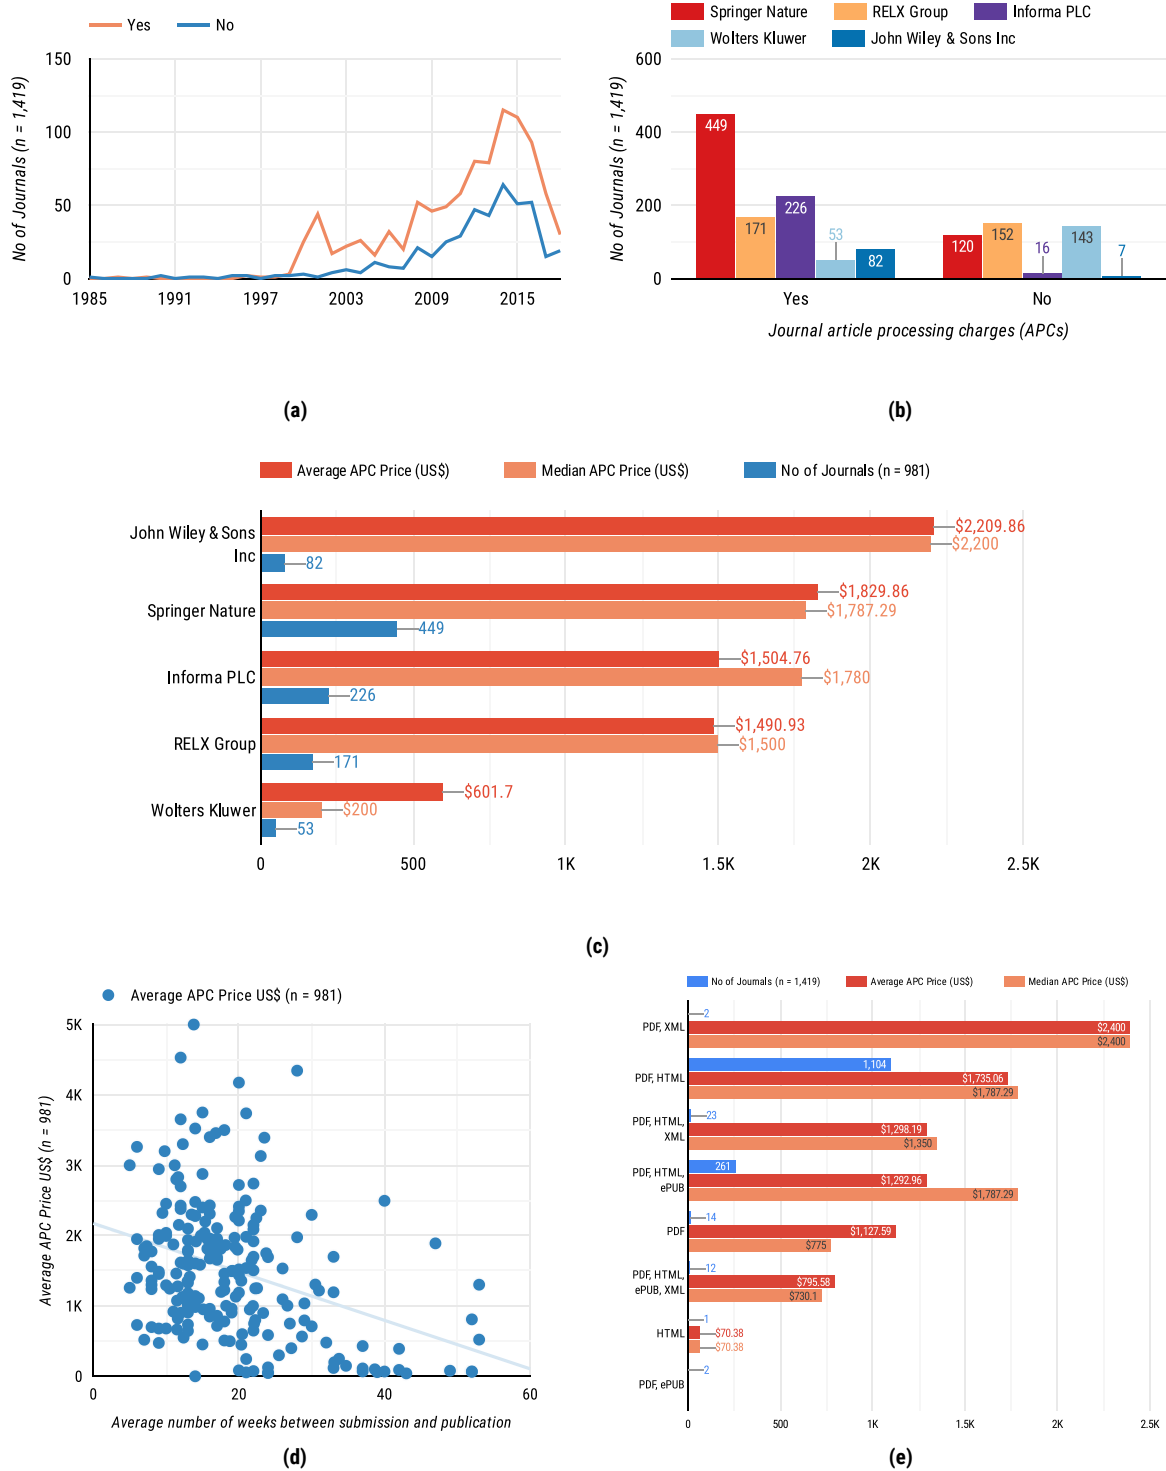 Yes No
No of Journals (n = 1,419)
150
100
50
0
1985 1991 1997 2003 2009 2015
(a)
Springer Nature RELX Group Informa PLC
Wolters Kluwer John Wiley & Sons Inc
No of Journals (n = 1,419)
600
400
200
0
449 171 226 53 82
120 152 16 143 7
Yes No
Journal article processing charges (APCs)
(b)
Average APC Price (US$) Median APC Price (US$) No of Journals (n = 981)
John Wiley & Sons
Inc
$2,209.86
$2,200
82
Springer Nature
$1,829.86
$1,787.29
449
Informa PLC
$1,504.76
$1,780
226
RELX Group
$1,490.93
$1,500
171
Wolters Kluwer
$601.7
$200
53
0 500 1K 1.5K 2K 2.5K
(c)
Average APC Price US$ (n = 981)
Average APC Price US$ (n = 981)
5K
4K
3K
2K
1K
0
0 20 40 60
Average number of weeks between submission and publication
(d)
No of Journals (n = 1,419) Average APC Price (US$) Median APC Price (US$)
PDF, XML
2
$2,400
$2,400
PDF, HTML
1,104
$1,735.06
$1,787.29
PDF, HTML,
XML
23
$1,298.19
$1,350
PDF, HTML,
ePUB
261
$1,292.96
$1,787.29
PDF
14
$1,127.59
$775
PDF, HTML,
ePUB, XML
12
$795.58
$730.1
HTML
1
$70.38
$70.38
PDF, ePUB
2
0 500 1K 1.5K 2K 2.5K
(e)